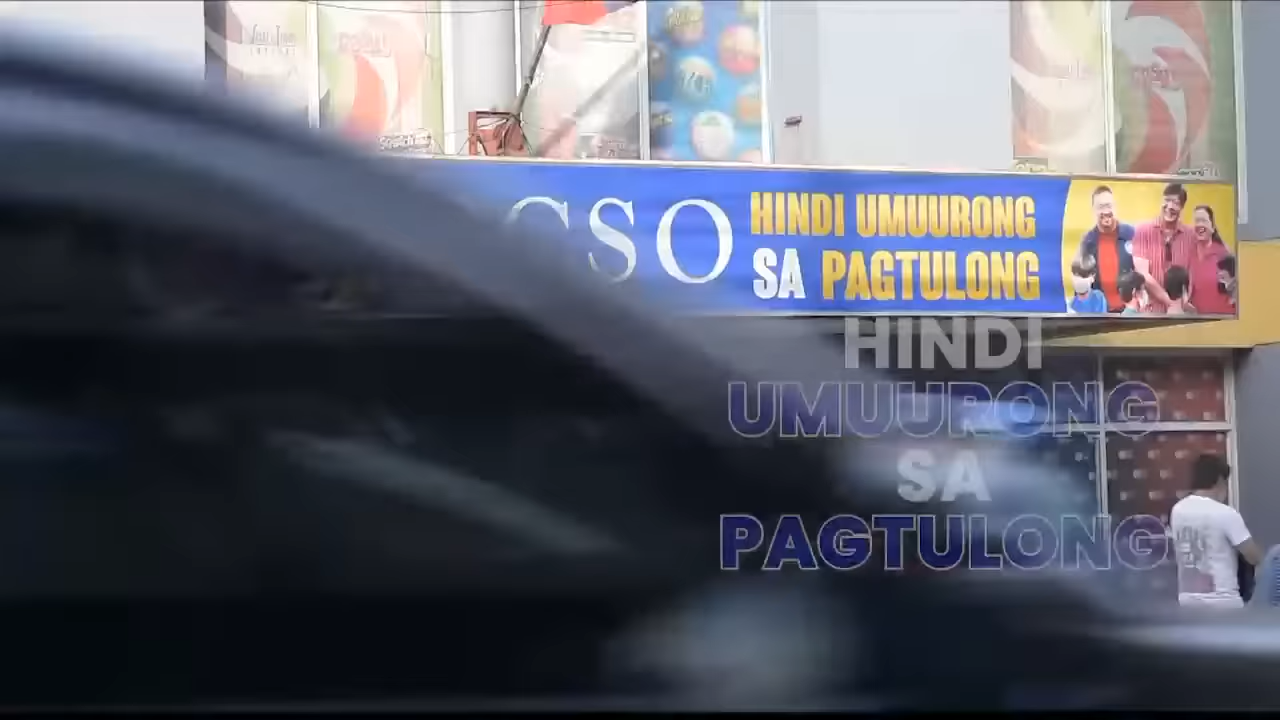 CSO
HINDI UMUURONG
SA PAGTULONG
HINDI
UMUURONG
SA
PAGTULONG